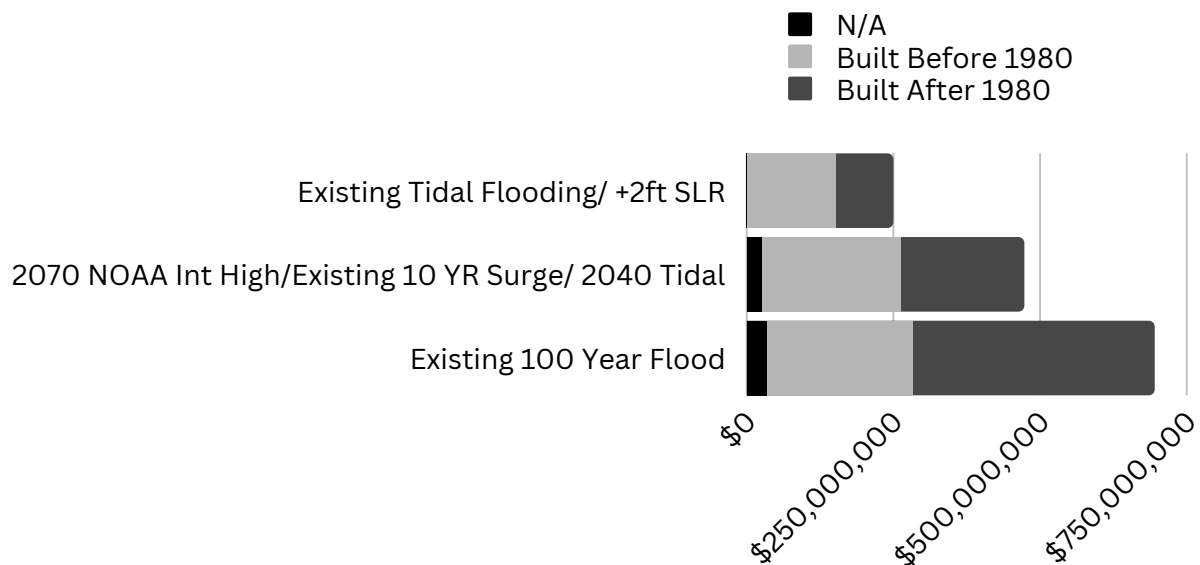 N/A
Built Before 1980
Built After 1980
Existing Tidal Flooding/ +2ft SLR
2070 NOAA Int High/Existing 10 YR Surge/ 2040 Tidal
Existing 100 Year Flood
$0
$250,000,000
$500,000,000
$750,000,000